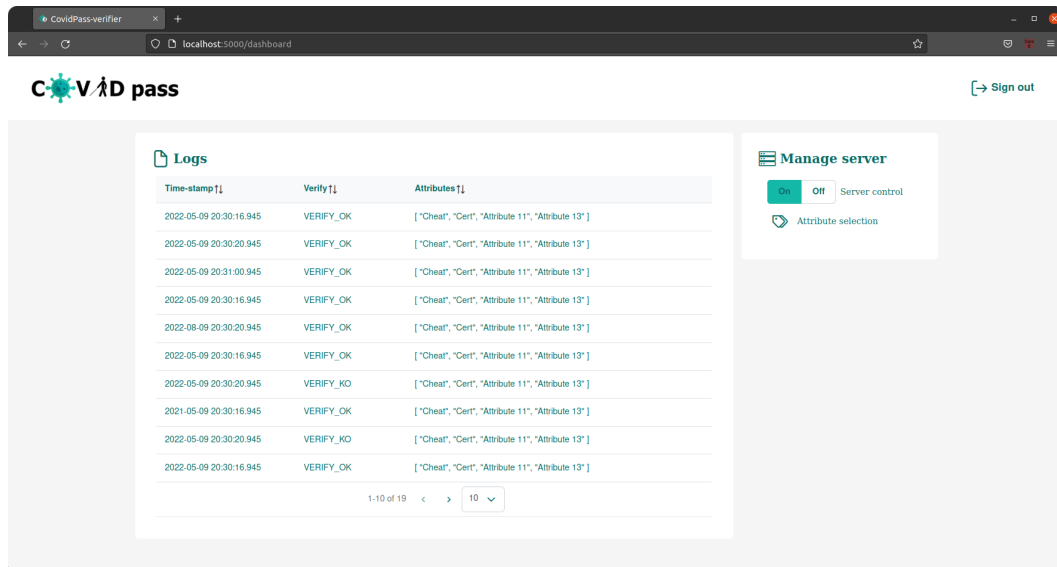 CovidPass-verifier
localhost:5000/dashboard
COVID pass
Sign out
Logs
Time-stamp Verify Attributes
2022-05-09 20:30:16.945 VERIFY_OK [ "Cheat", "Cert", "Attribute 11", "Attribute 13" ]
2022-05-09 20:30:20.945 VERIFY_OK [ "Cheat", "Cert", "Attribute 11", "Attribute 13" ]
2022-05-09 20:31:00.945 VERIFY_OK [ "Cheat", "Cert", "Attribute 11", "Attribute 13" ]
2022-05-09 20:30:16.945 VERIFY_OK [ "Cheat", "Cert", "Attribute 11", "Attribute 13" ]
2022-08-09 20:30:20.945 VERIFY_OK [ "Cheat", "Cert", "Attribute 11", "Attribute 13" ]
2022-05-09 20:30:16.945 VERIFY_OK [ "Cheat", "Cert", "Attribute 11", "Attribute 13" ]
2022-05-09 20:30:20.945 VERIFY_KO [ "Cheat", "Cert", "Attribute 11", "Attribute 13" ]
2021-05-09 20:30:16.945 VERIFY_OK [ "Cheat", "Cert", "Attribute 11", "Attribute 13" ]
2022-05-09 20:30:20.945 VERIFY_KO [ "Cheat", "Cert", "Attribute 11", "Attribute 13" ]
2022-05-09 20:30:16.945 VERIFY_OK [ "Cheat", "Cert", "Attribute 11", "Attribute 13" ]
1-10 of 19 10
Manage server
On Off Server control
Attribute selection